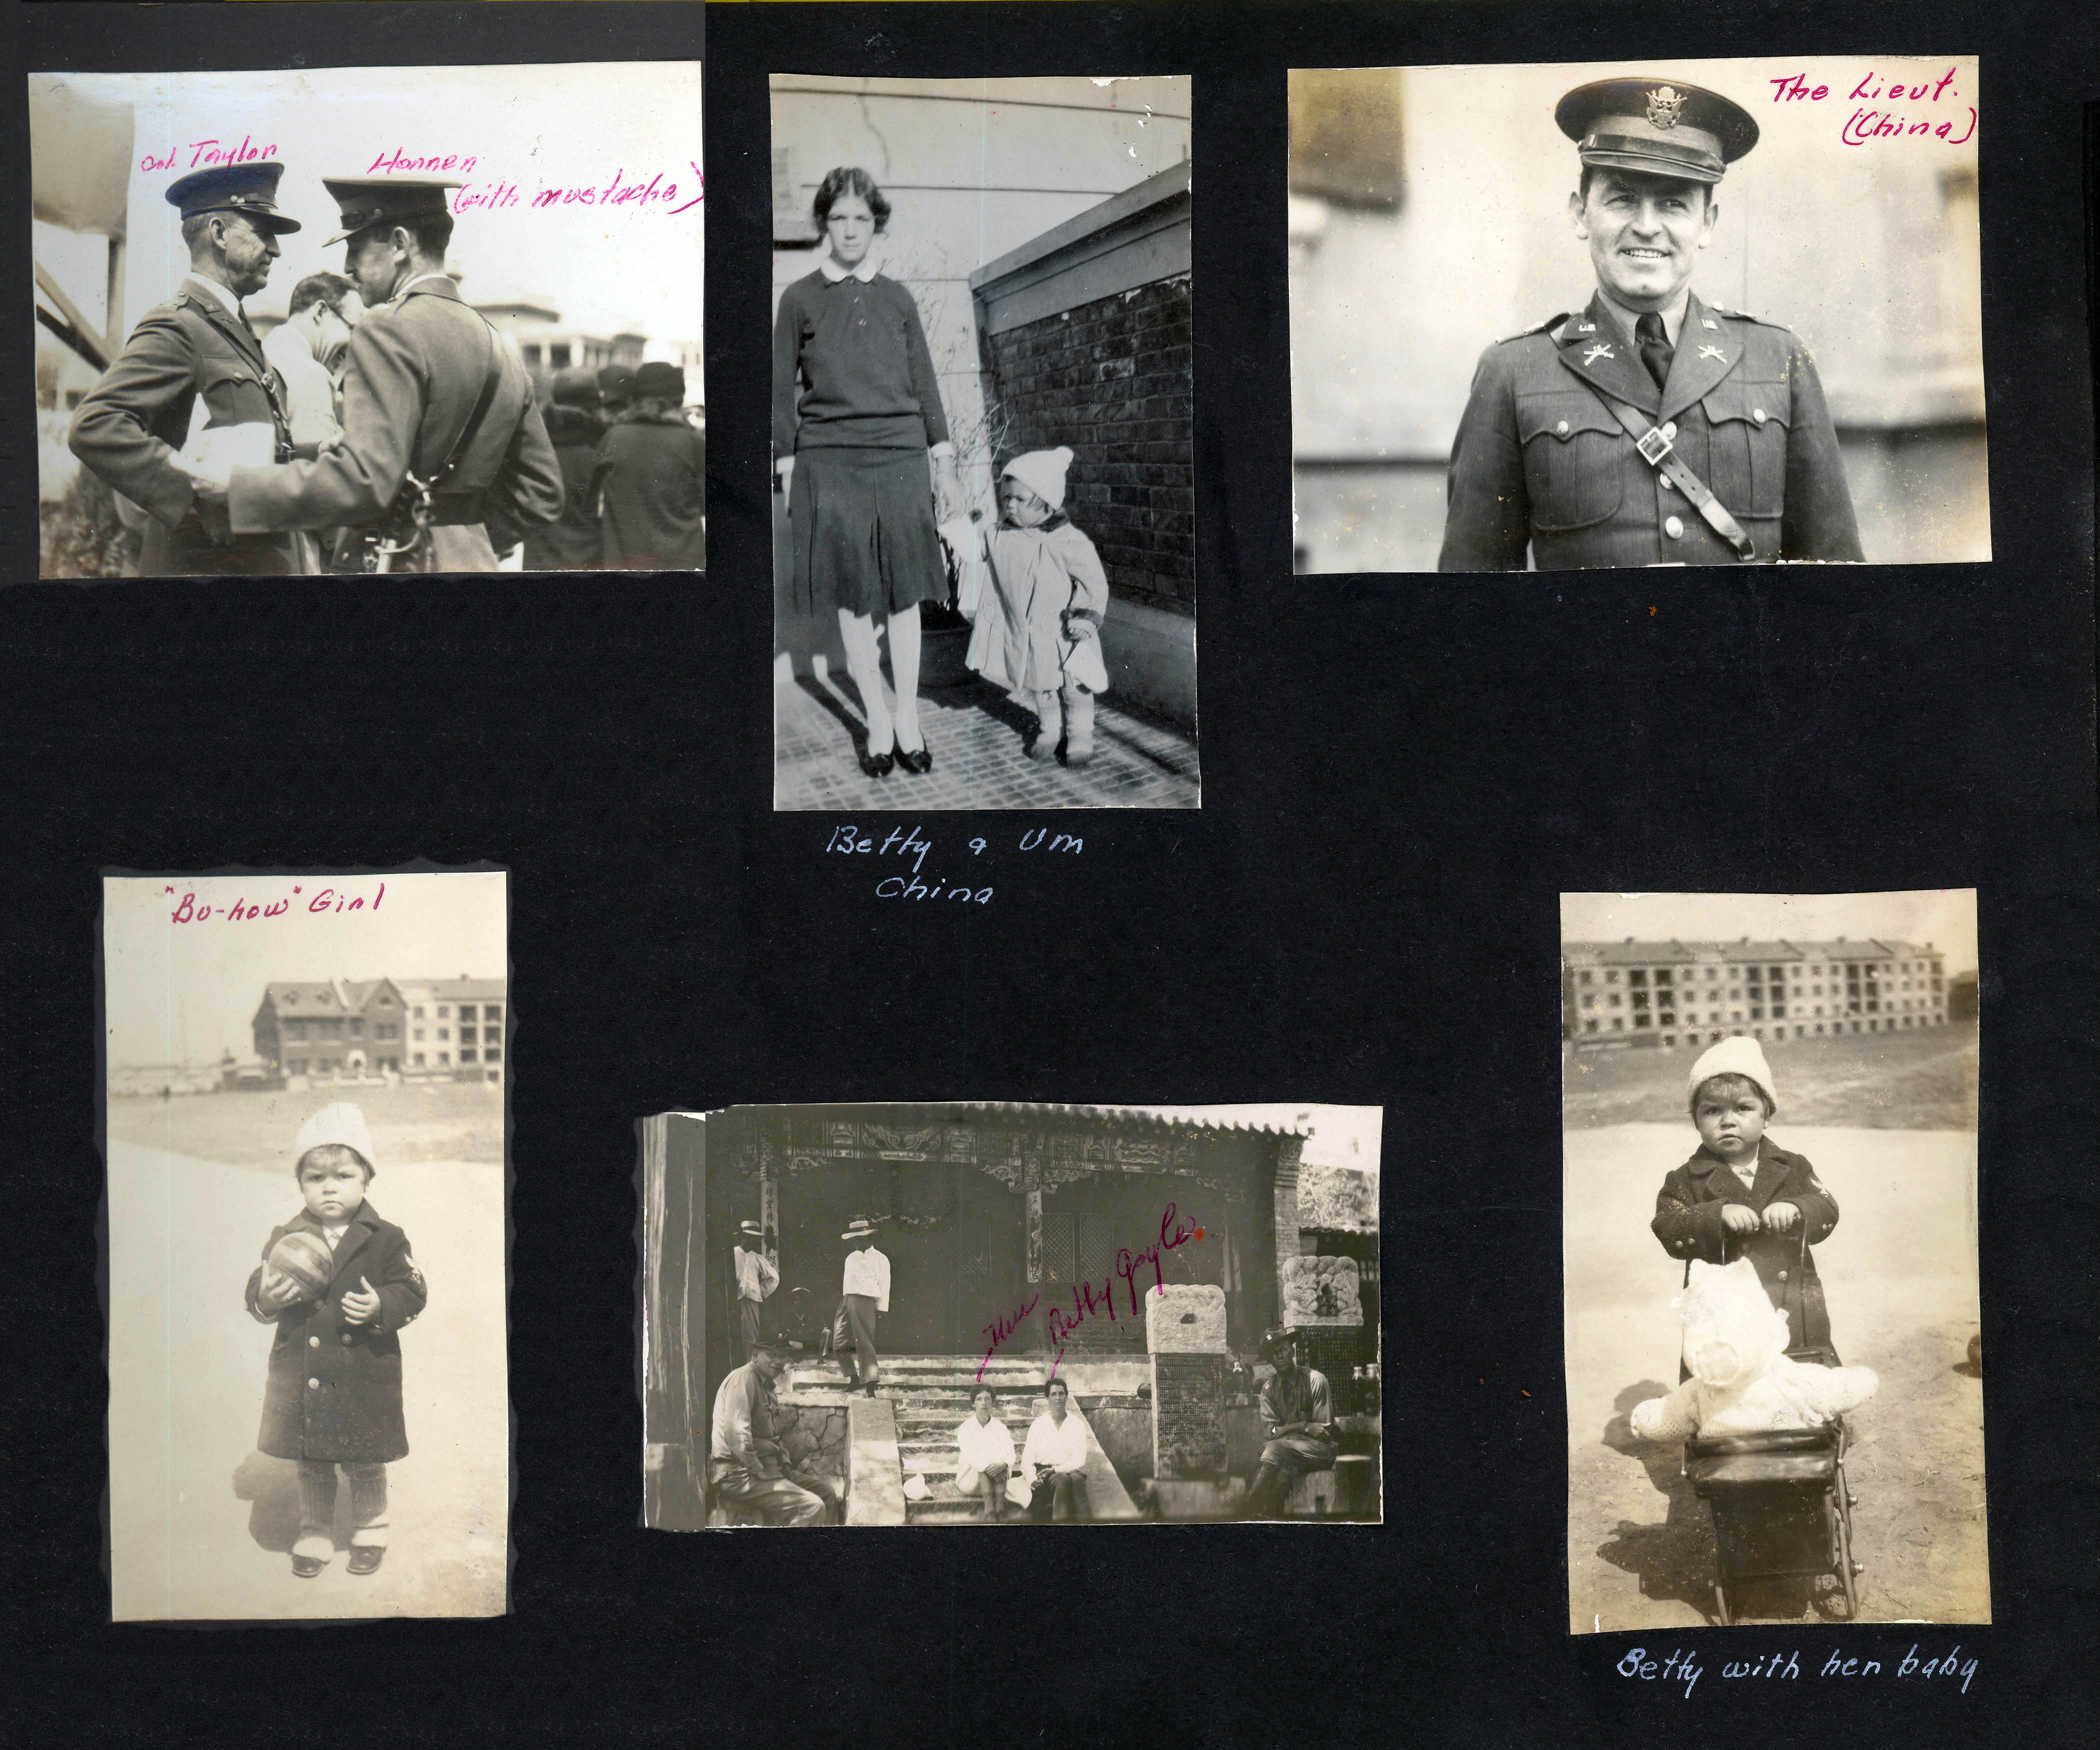 Col. Taylor
Hannen
(with mustache)
The Lieut.
(China)
Betty & Um
China
"Bu-how" Girl
Betty Gayle
Betty with her baby